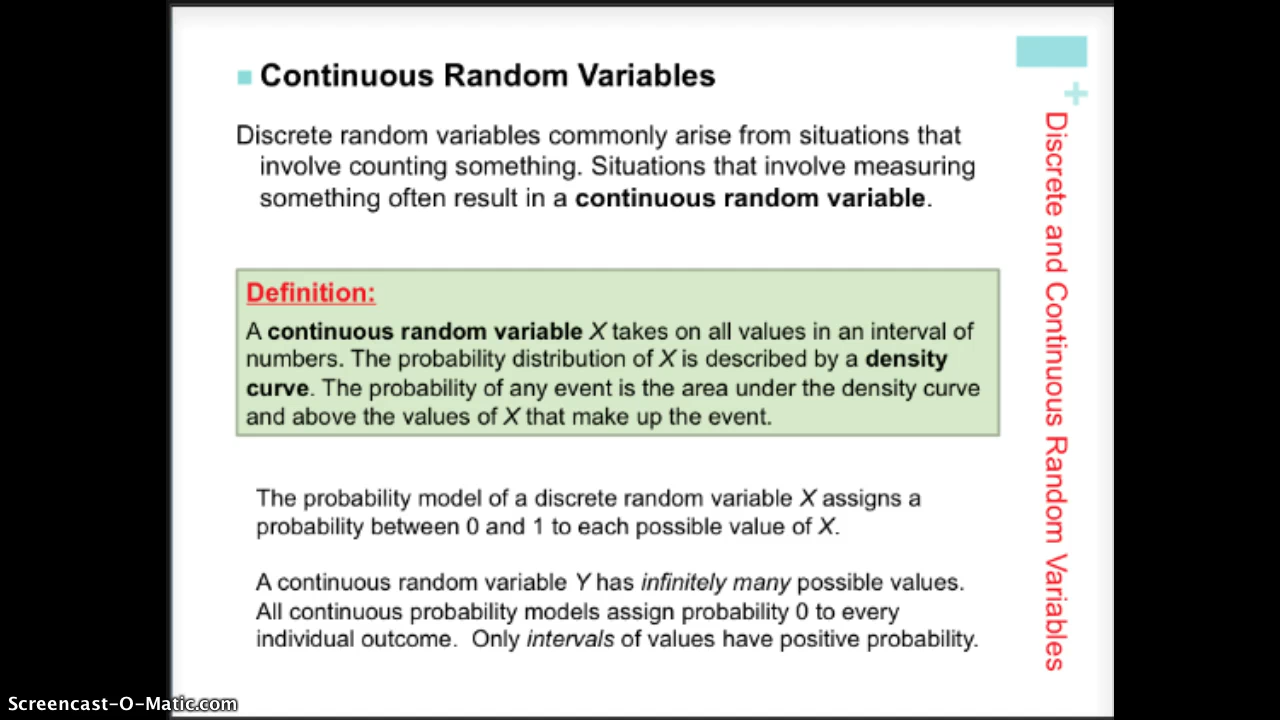 Continuous Random Variables
Discrete random variables commonly arise from situations that
involve counting something. Situations that involve measuring
something often result in a continuous random variable.
Definition:
A continuous random variable X takes on all values in an interval of
numbers. The probability distribution of X is described by a density
curve. The probability of any event is the area under the density curve
and above the values of X that make up the event.
The probability model of a discrete random variable X assigns a
probability between 0 and 1 to each possible value of X.
A continuous random variable Y has infinitely many possible values.
All continuous probability models assign probability 0 to every
individual outcome.  Only intervals of values have positive probability.
+
Discrete and Continuous Random Variables
Screencast-O-Matic.com